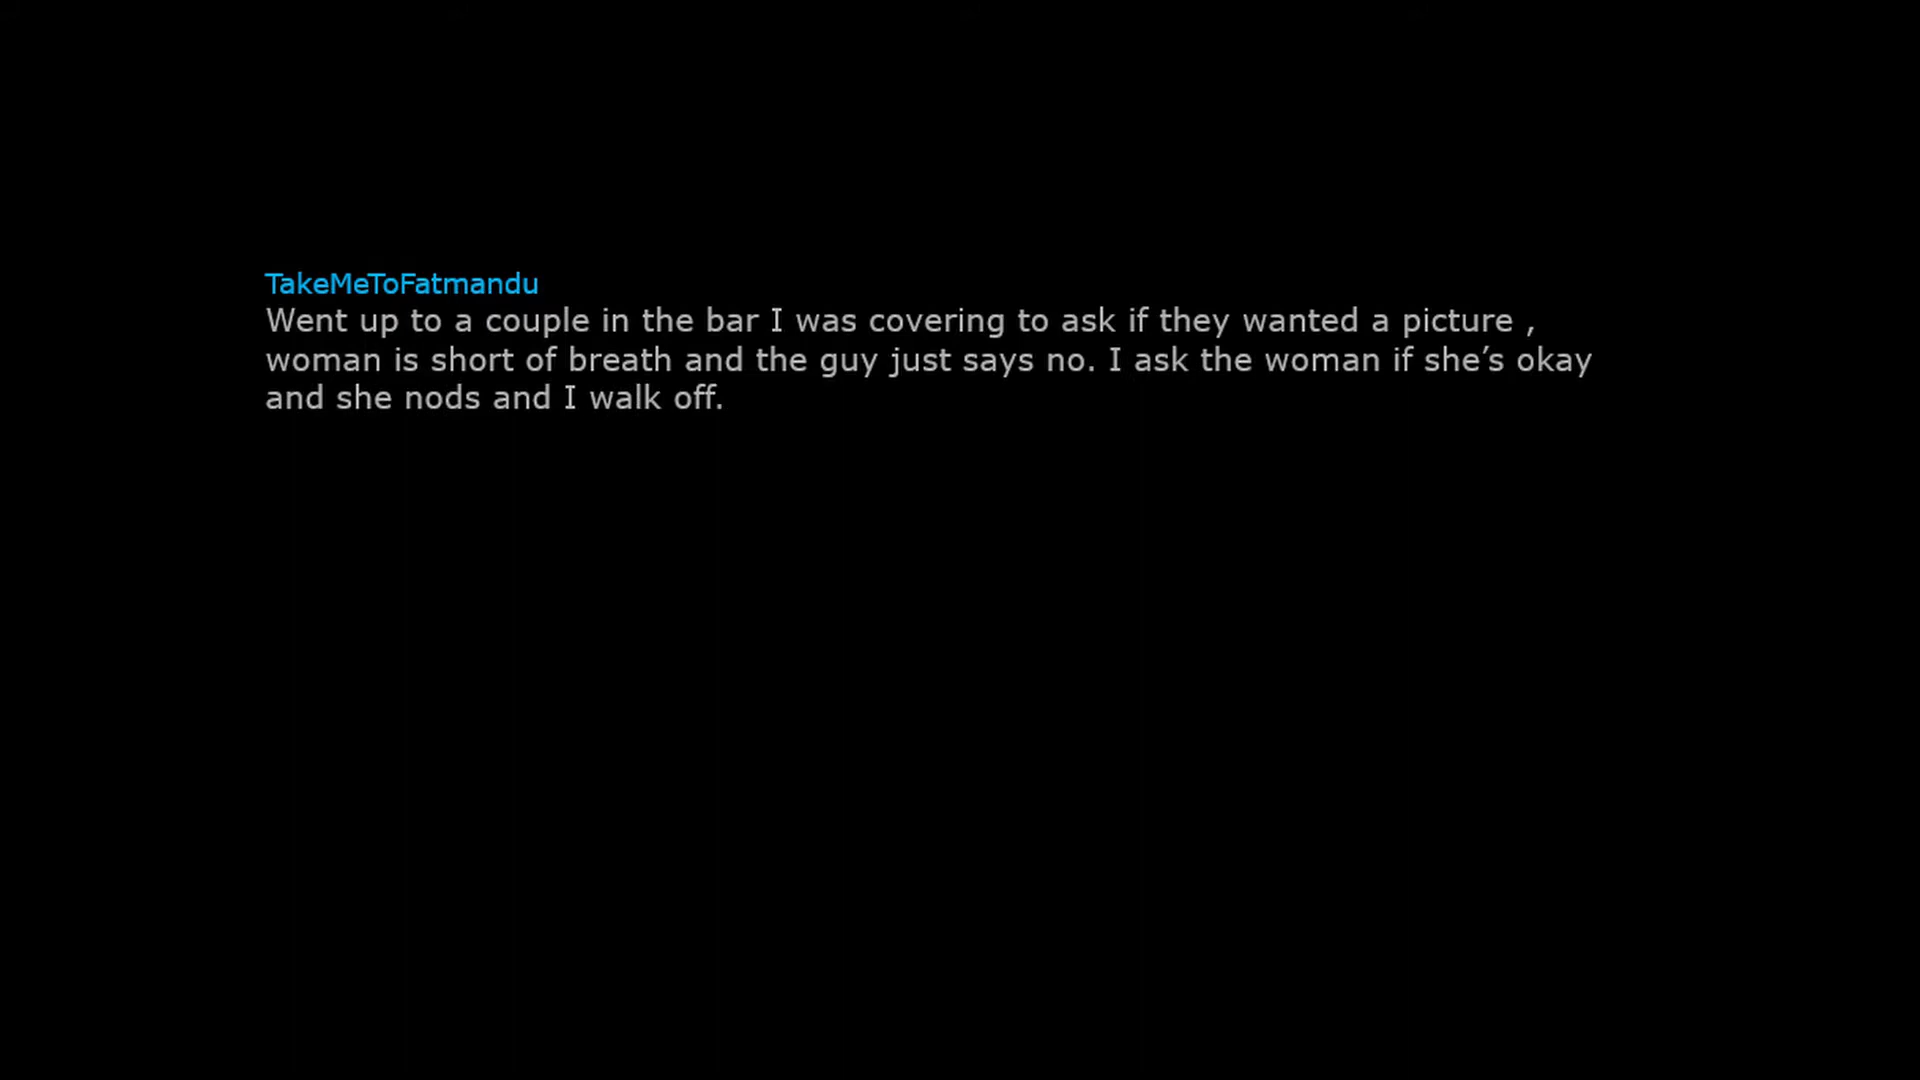 TakeMeToFatmandu
Went up to a couple in the bar I was covering to ask if they wanted a picture ,
woman is short of breath and the guy just says no. I ask the woman if she’s okay
and she nods and I walk off.